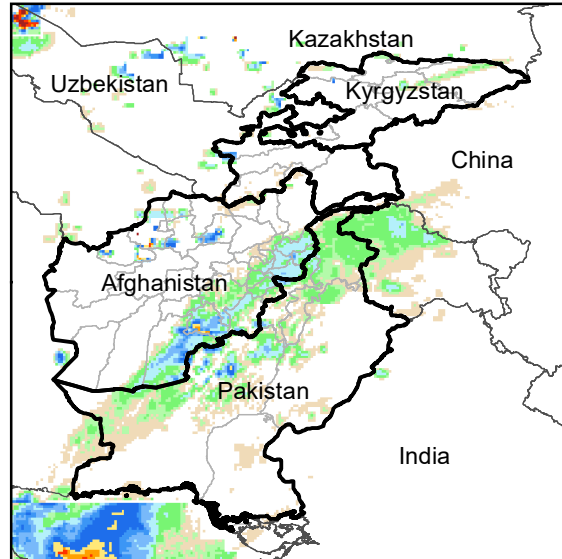 Kazakhstan
Uzbekistan
Kyrgyzstan
China
Afghanistan
Pakistan
India